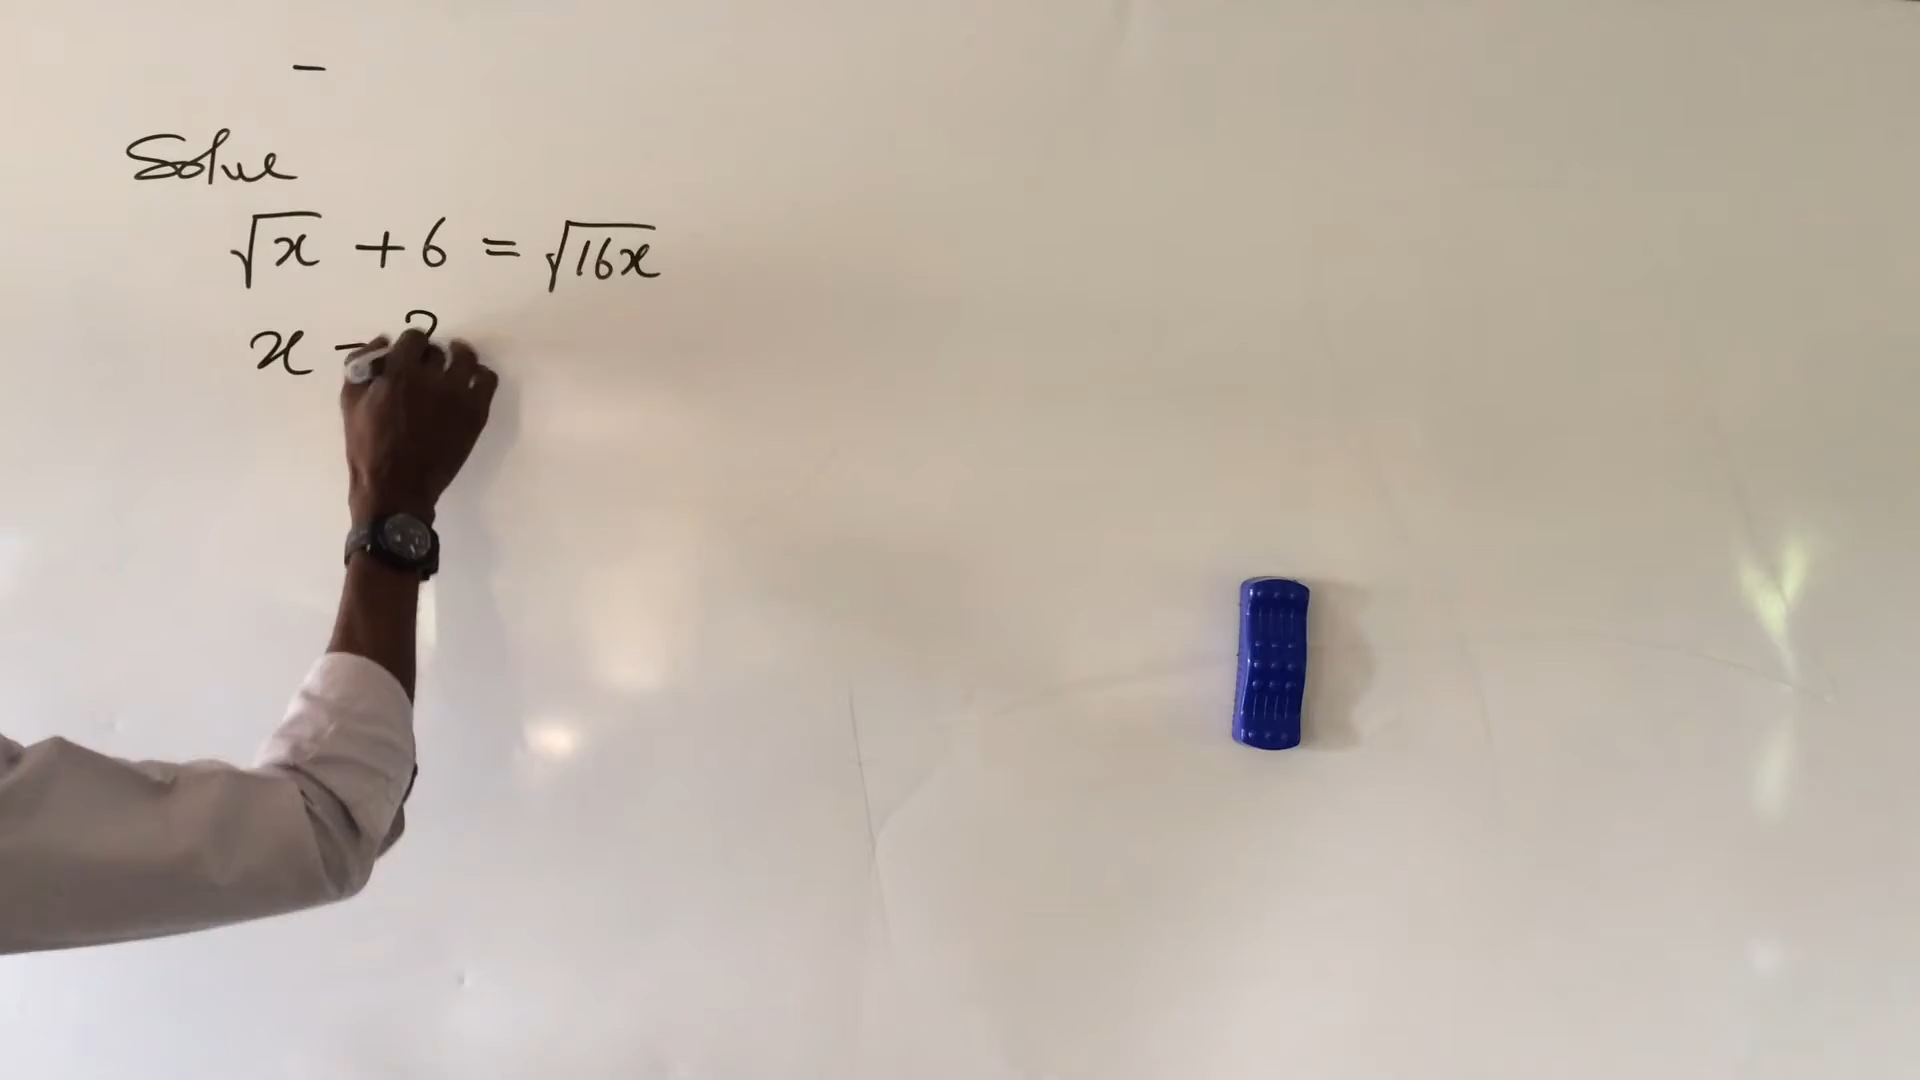 -
Solve
√x + 6 = √16x
x = ?